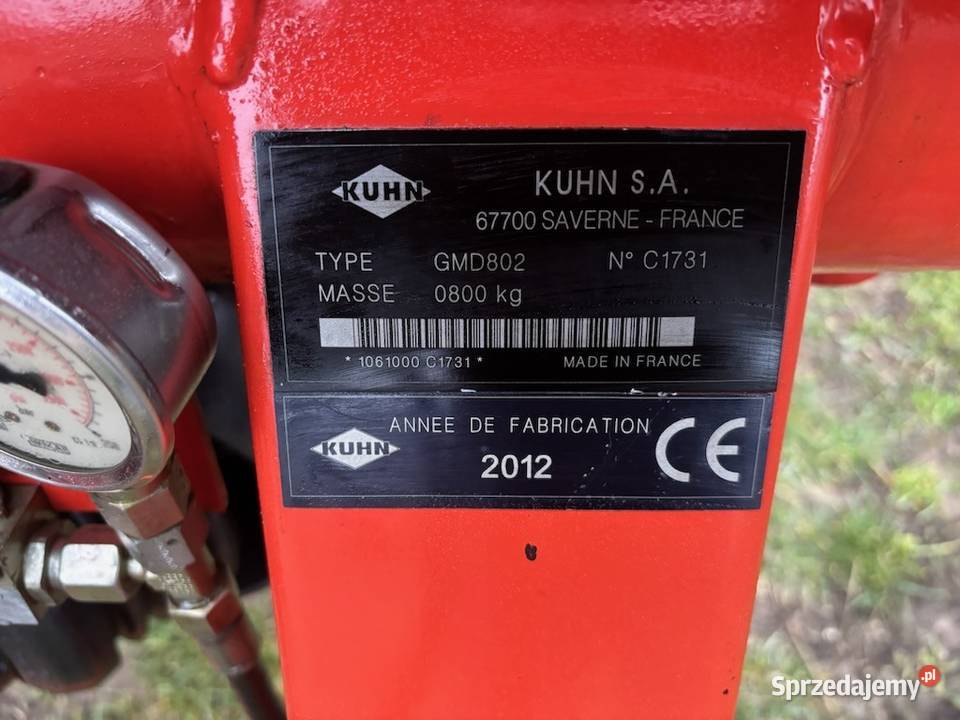 KUHN
KUHN S.A.
67700 SAVERNE - FRANCE
TYPE GMD802 N° C1731
MASSE 0800 kg
* 1061000 C1731 * MADE IN FRANCE
ANNEE DE FABRICATION
KUHN
2012
CE
bar
Sprzedajemy.pl